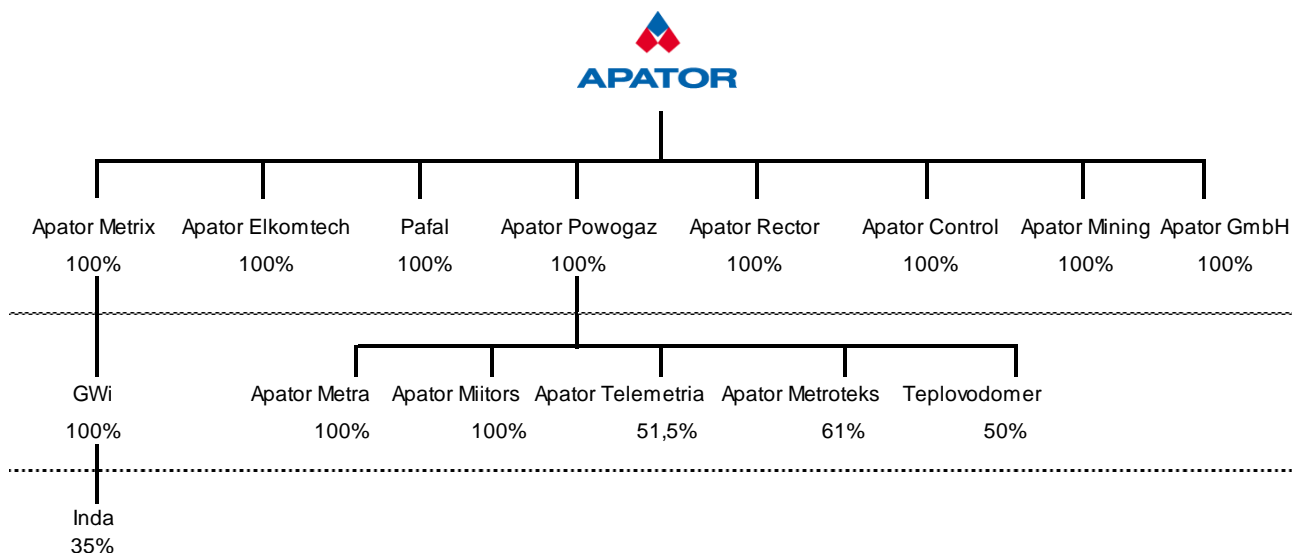 APATOR
Apator Metrix Apator Elkomtech Pafal Apator Powogaz Apator Rector Apator Control Apator Mining Apator GmbH
100% 100% 100% 100% 100% 100% 100% 100%
GWi Apator Metra Apator Miitors Apator Telemetria Apator Metroteks Teplovodomer
100% 100% 100% 51,5% 61% 50%
Inda
35%